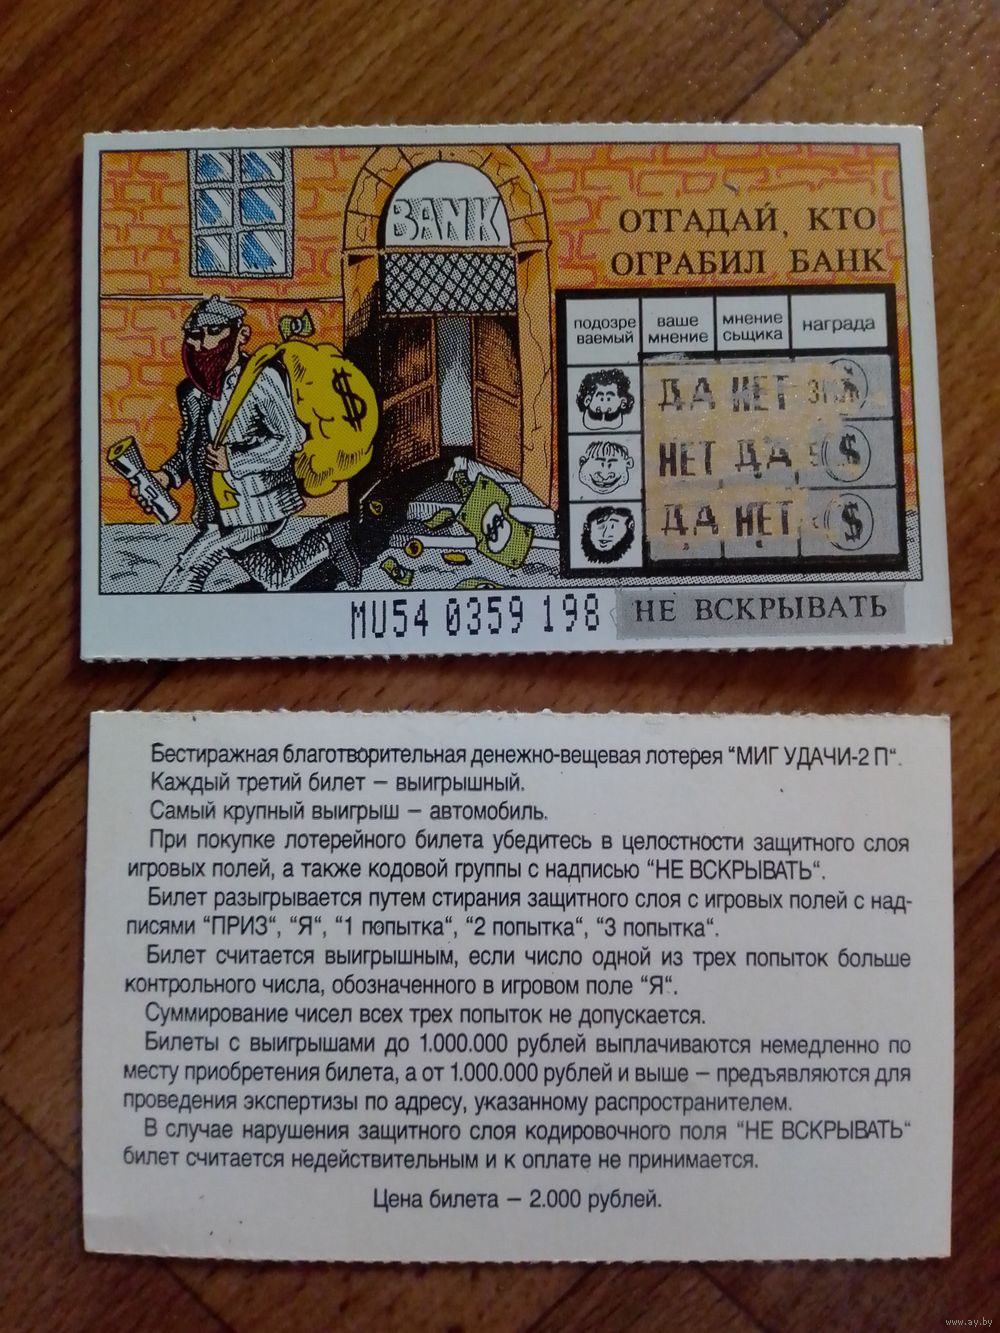 BANK
ОТГАДАЙ, КТО
ОГРАБИЛ БАНК
подозре
ваемый
ваше
мнение
мнение
сьщика
награда
ДА НЕТ
НЕТ ДА $
ДА НЕТ $
$
MU54 0359 198
НЕ ВСКРЫВАТЬ
Бестиражная благотворительная денежно-вещевая лотерея “МИГ УДАЧИ-2 П“.
Каждый третий билет – выигрышный.
Самый крупный выигрыш – автомобиль.
При покупке лотерейного билета убедитесь в целостности защитного слоя
игровых полей, а также кодовой группы с надписью “НЕ ВСКРЫВАТЬ“.
Билет разыгрывается путем стирания защитного слоя с игровых полей с над-
писями “ПРИЗ“, “Я“, “1 попытка“, “2 попытка“, “3 попытка“.
Билет считается выигрышным, если число одной из трех попыток больше
контрольного числа, обозначенного в игровом поле “Я“.
Суммирование чисел всех трех попыток не допускается.
Билеты с выигрышами до 1.000.000 рублей выплачиваются немедленно по
месту приобретения билета, а от 1.000.000 рублей и выше – предъявляются для
проведения экспертизы по адресу, указанному распространителем.
В случае нарушения защитного слоя кодировочного поля “НЕ ВСКРЫВАТЬ“
билет считается недействительным и к оплате не принимается.
Цена билета – 2.000 рублей.
www.ay.by